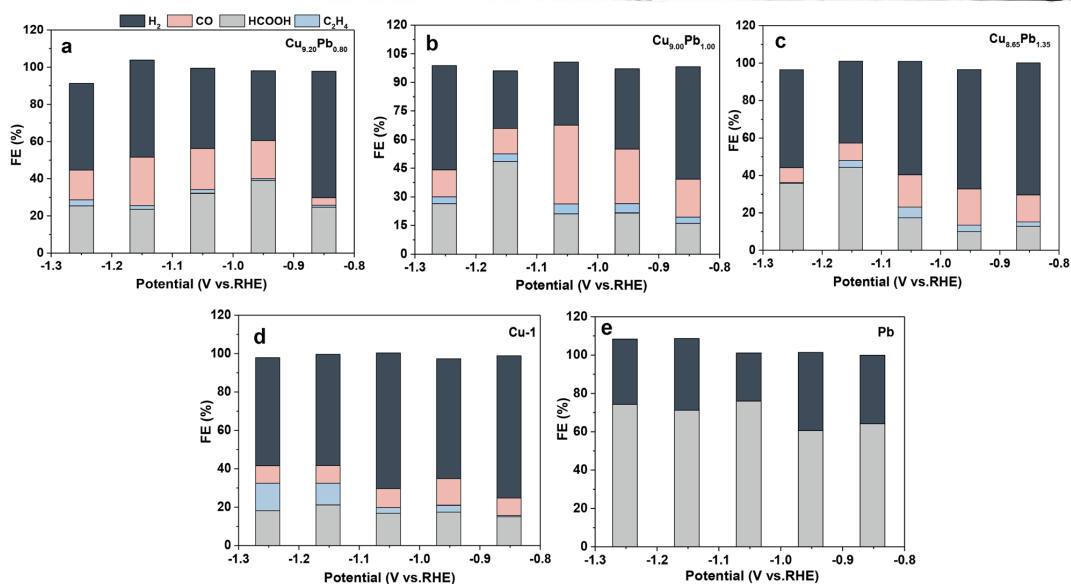 H₂ CO HCOOH C₂H₄
a Cu₉.₂₀Pb₀.₈₀
FE (%)
120
100
80
60
40
20
0
-1.3 -1.2 -1.1 -1.0 -0.9 -0.8
Potential (V vs.RHE)
b Cu₉.₀₀Pb₁.₀₀
FE (%)
120
105
90
75
60
45
30
15
0
-1.3 -1.2 -1.1 -1.0 -0.9 -0.8
Potential (V vs.RHE)
c Cu₈.₆₅Pb₁.₃₅
FE (%)
120
100
80
60
40
20
0
-1.3 -1.2 -1.1 -1.0 -0.9 -0.8
Potential (V vs.RHE)
d Cu-1
FE (%)
120
100
80
60
40
20
0
-1.3 -1.2 -1.1 -1.0 -0.9 -0.8
Potential (V vs.RHE)
e Pb
FE (%)
120
100
80
60
40
20
0
-1.3 -1.2 -1.1 -1.0 -0.9 -0.8
Potential (V vs.RHE)